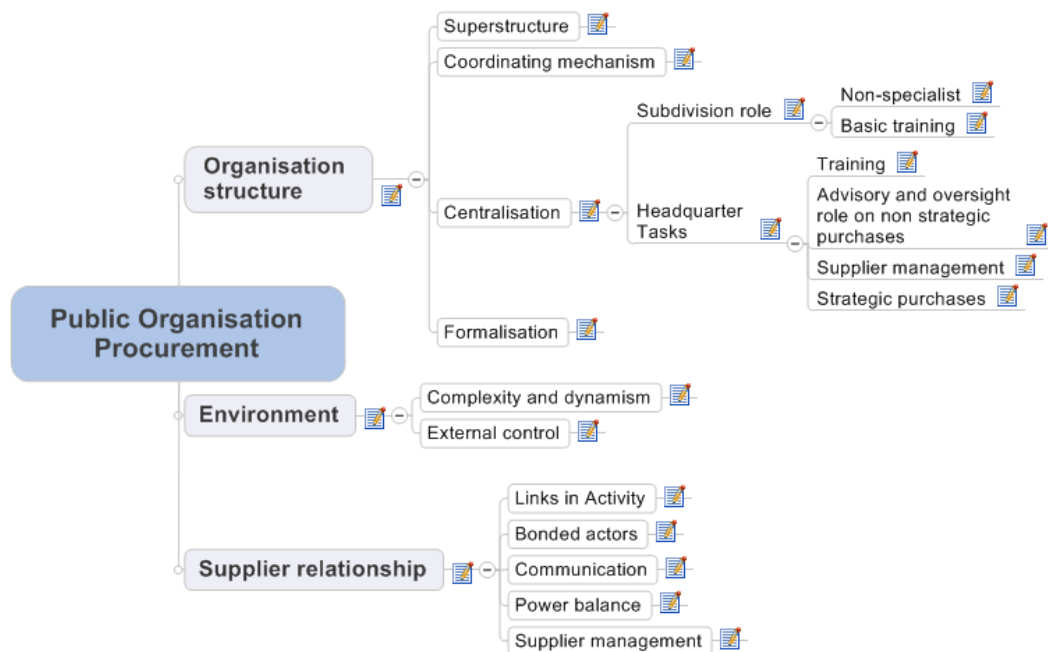 Public Organisation
Procurement
Organisation
structure
Superstructure
Coordinating mechanism
Centralisation
Subdivision role
Non-specialist
Basic training
Headquarter
Tasks
Training
Advisory and oversight
role on non strategic
purchases
Supplier management
Strategic purchases
Formalisation
Environment
Complexity and dynamism
External control
Supplier relationship
Links in Activity
Bonded actors
Communication
Power balance
Supplier management